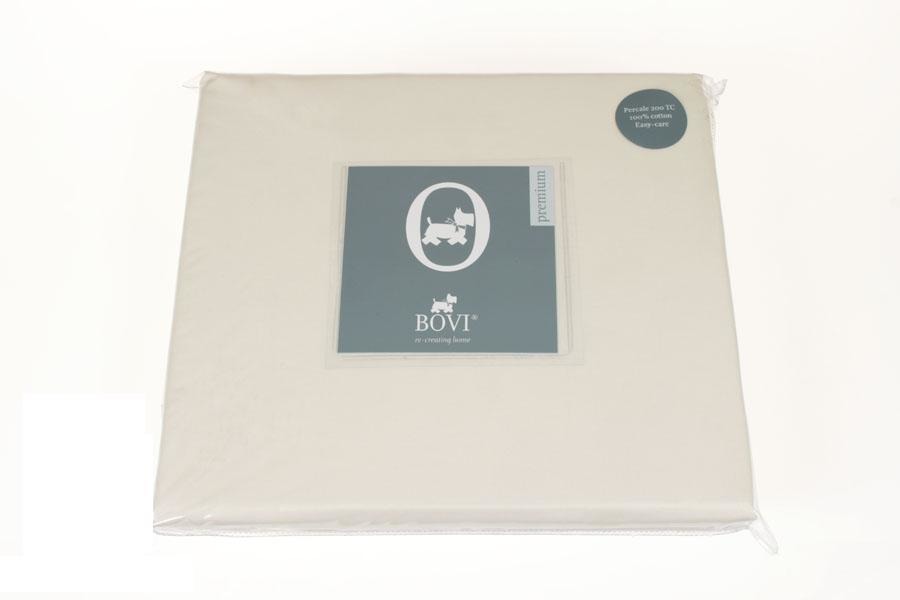 Percale 200 TC
100% cotton
Easy-care
premium
O
BOVI®
re-creating home